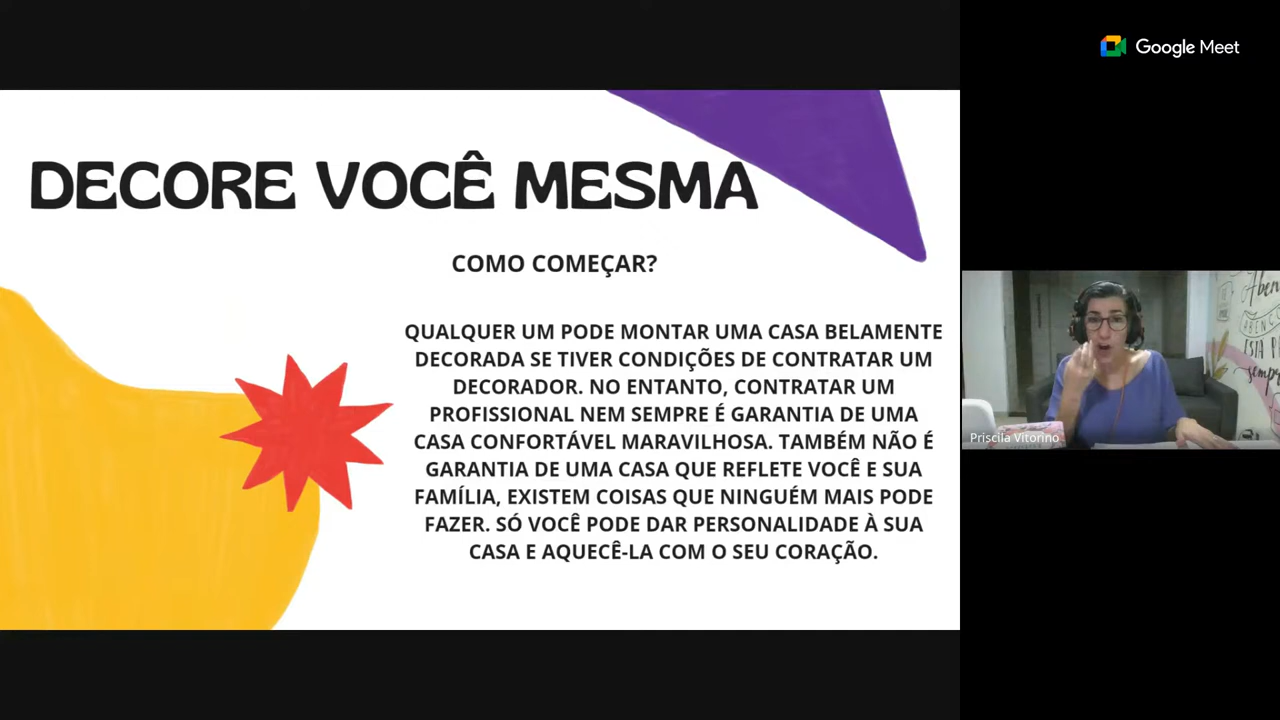 Google Meet
DECORE VOCÊ MESMA
COMO COMEÇAR?
QUALQUER UM PODE MONTAR UMA CASA BELAMENTE
DECORADA SE TIVER CONDIÇÕES DE CONTRATAR UM
DECORADOR. NO ENTANTO, CONTRATAR UM
PROFISSIONAL NEM SEMPRE É GARANTIA DE UMA
CASA CONFORTÁVEL MARAVILHOSA. TAMBÉM NÃO É
GARANTIA DE UMA CASA QUE REFLETE VOCÊ E SUA
FAMÍLIA, EXISTEM COISAS QUE NINGUÉM MAIS PODE
FAZER. SÓ VOCÊ PODE DAR PERSONALIDADE À SUA
CASA E AQUECÊ-LA COM O SEU CORAÇÃO.
Priscila Vitorino